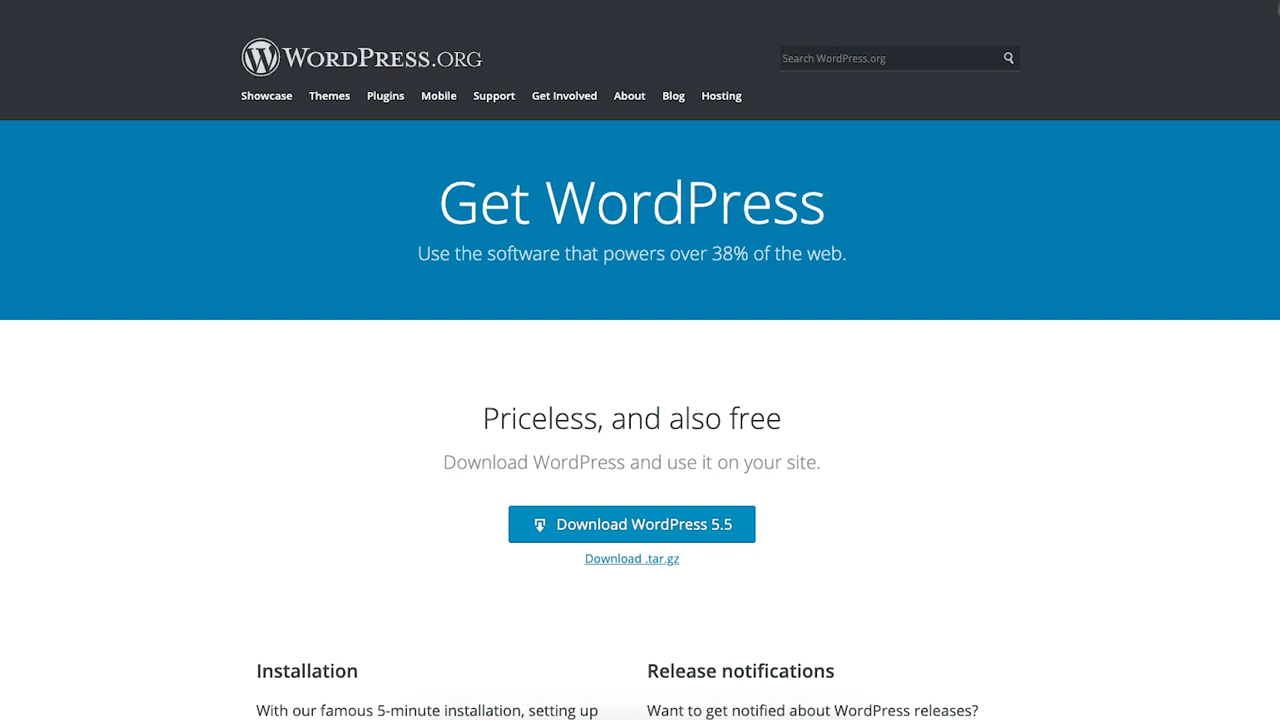 WORDPRESS.ORG
Search WordPress.org
Showcase Themes Plugins Mobile Support Get Involved About Blog Hosting
Get WordPress
Use the software that powers over 38% of the web.
Priceless, and also free
Download WordPress and use it on your site.
Download WordPress 5.5
Download .tar.gz
Installation
With our famous 5-minute installation, setting up
Release notifications
Want to get notified about WordPress releases?